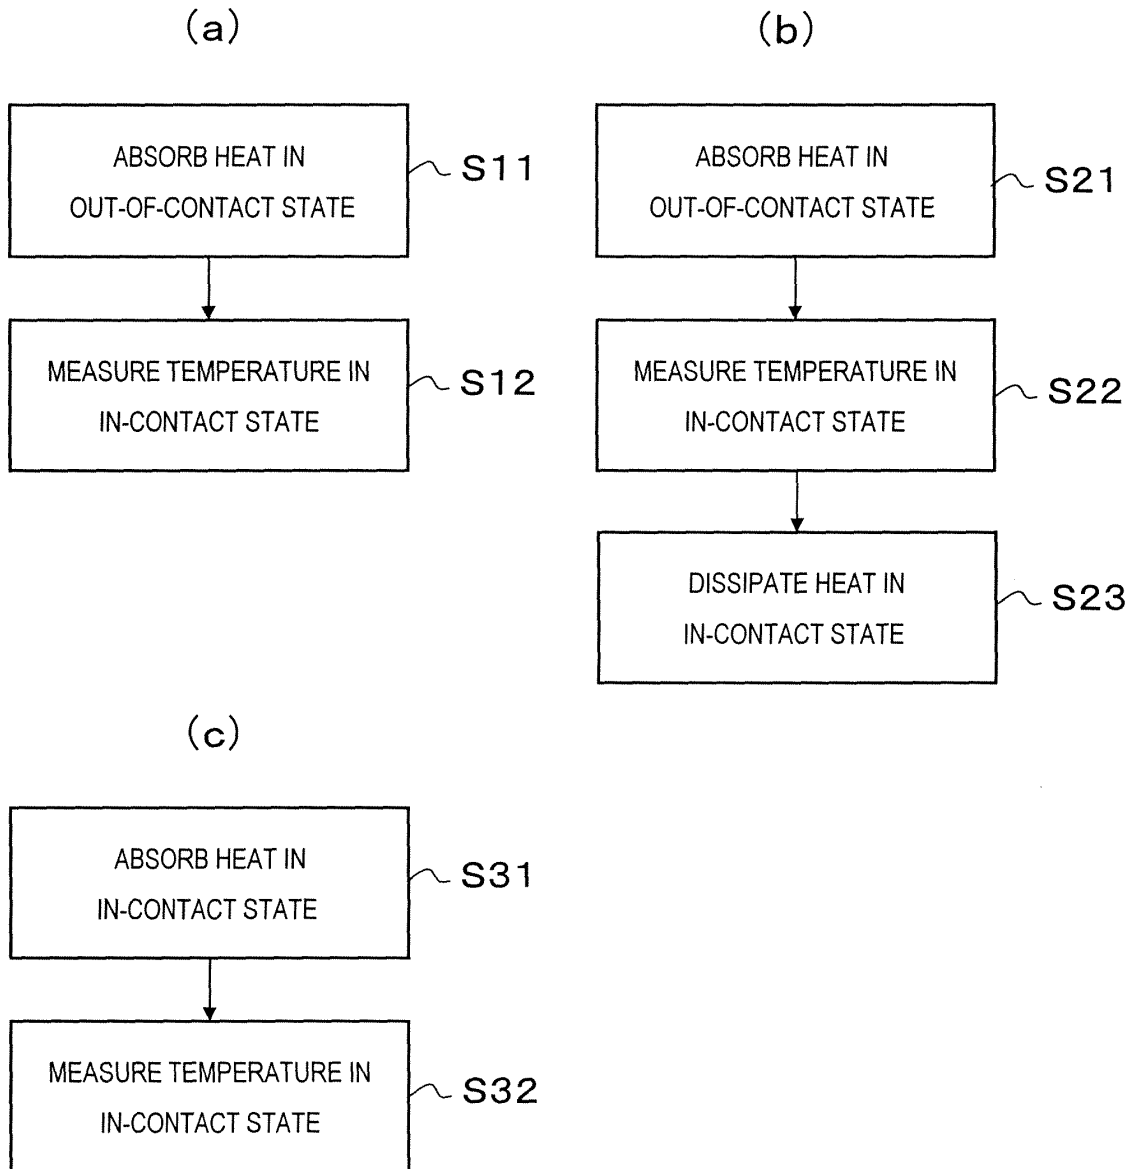 (a)
ABSORB HEAT IN
OUT-OF-CONTACT STATE
S11
MEASURE TEMPERATURE IN
IN-CONTACT STATE
S12
(b)
ABSORB HEAT IN
OUT-OF-CONTACT STATE
S21
MEASURE TEMPERATURE IN
IN-CONTACT STATE
S22
DISSIPATE HEAT IN
IN-CONTACT STATE
S23
(c)
ABSORB HEAT IN
IN-CONTACT STATE
S31
MEASURE TEMPERATURE IN
IN-CONTACT STATE
S32